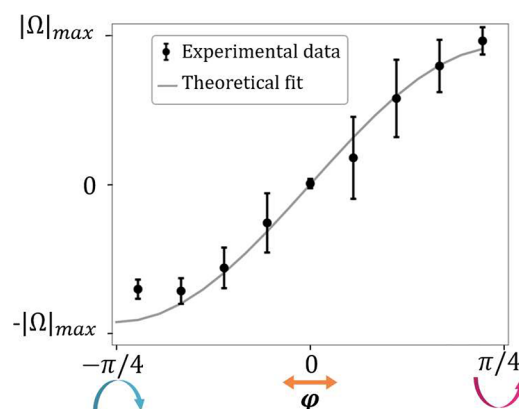 |Ω|max
Experimental data
Theoretical fit
0
-|Ω|max
−π/4
0
π/4
φ